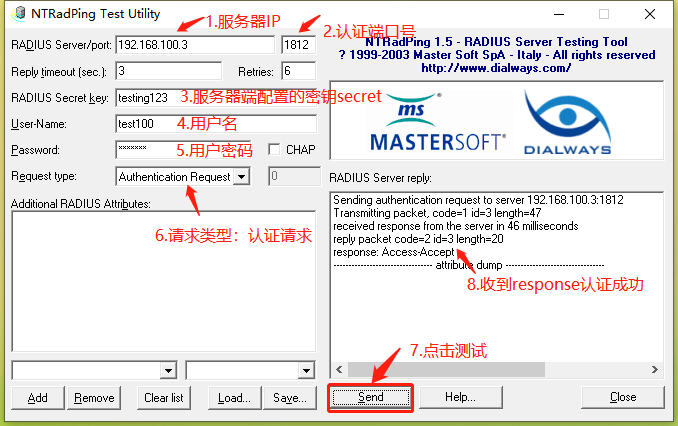 NTRadPing Test Utility
1.服务器IP
2.认证端口号
RADIUS Server/port:
192.168.100.3
1812
NTRadPing 1.5 - RADIUS Server Testing Tool
? 1999-2003 Master Soft SpA - Italy - All rights reserved
http://www.dialways.com/
Reply timeout (sec.):
3
Retries:
6
RADIUS Secret key:
testing123
3.服务器端配置的密钥secret
User-Name:
test100
4.用户名
ms
MASTERSOFT®
DIALWAYS®
Password:
*******
5.用户密码
CHAP
Request type:
Authentication Request
0
RADIUS Server reply:
Additional RADIUS Attributes:
6.请求类型：认证请求
Sending authentication request to server 192.168.100.3:1812
Transmitting packet, code=1 id=3 length=47
received response from the server in 46 milliseconds
reply packet code=2 id=3 length=20
response: Access-Accept
--------------------------------- attribute dump ---------------------------------
8.收到response认证成功
7.点击测试
Add
Remove
Clear list
Load...
Save...
Send
Help...
Close